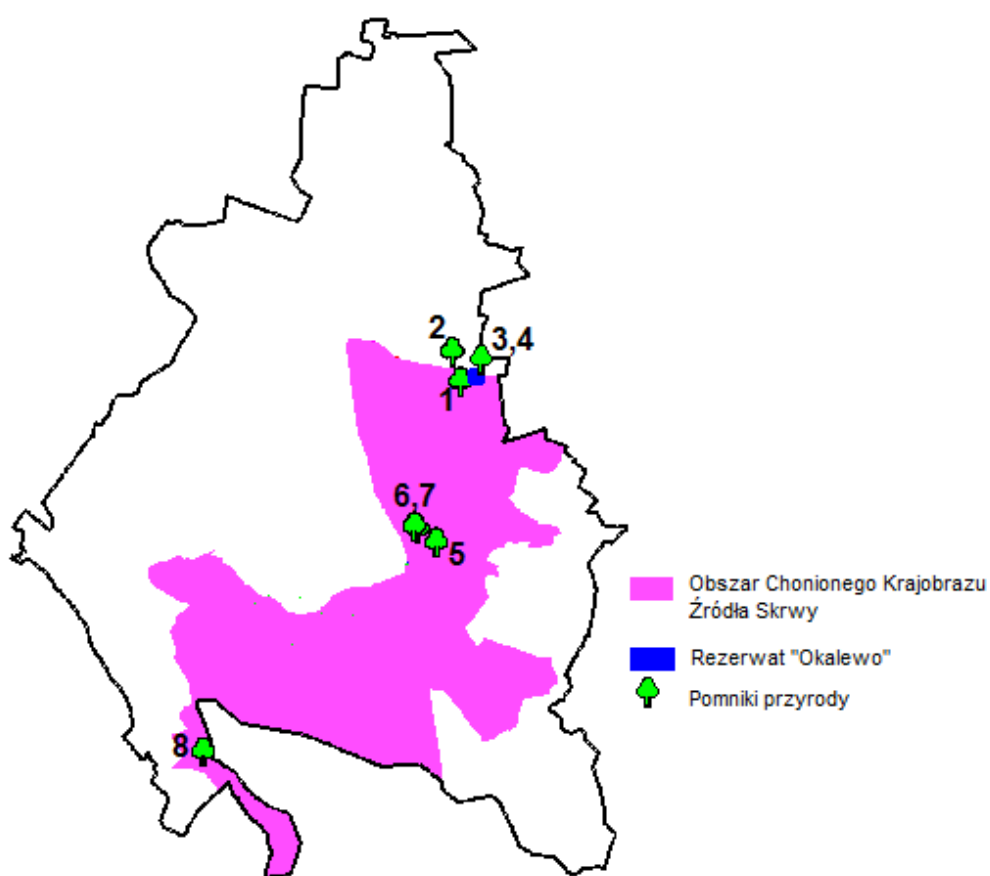 2
3,4
1
6,7
5
8
Obszar Chonionego Krajobrazu
Źródła Skrwy
Rezerwat "Okalewo"
Pomniki przyrody